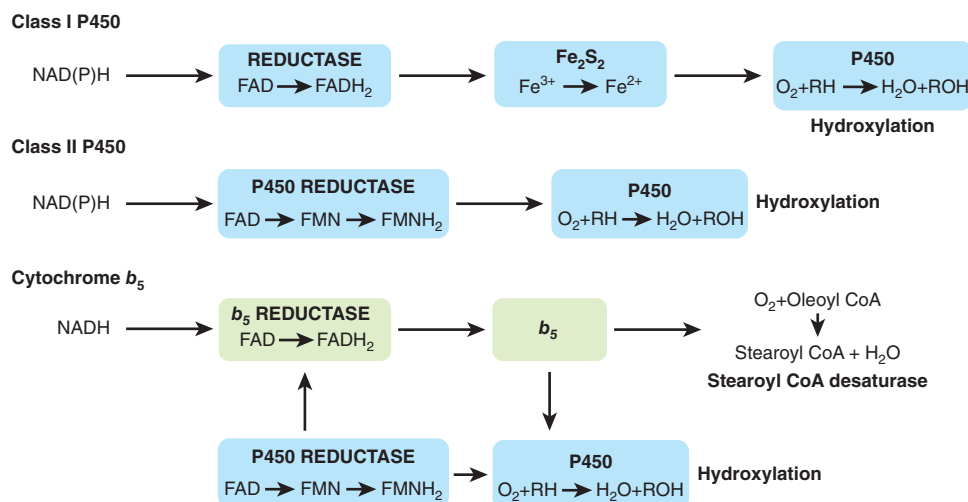 Class I P450
NAD(P)H
REDUCTASE
FAD → FADH₂
Fe₂S₂
Fe³⁺ → Fe²⁺
P450
O₂+RH → H₂O+ROH
Hydroxylation
Class II P450
NAD(P)H
P450 REDUCTASE
FAD → FMN → FMNH₂
P450
O₂+RH → H₂O+ROH
Hydroxylation
Cytochrome b₅
NADH
b₅ REDUCTASE
FAD → FADH₂
b₅
O₂+Oleoyl CoA
Stearoyl CoA + H₂O
Stearoyl CoA desaturase
P450 REDUCTASE
FAD → FMN → FMNH₂
P450
O₂+RH → H₂O+ROH
Hydroxylation